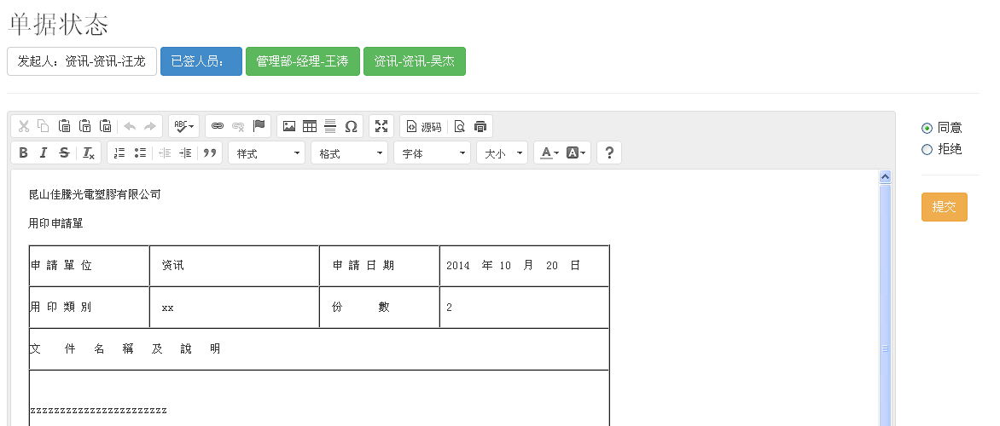 单据状态
发起人：资讯-资讯-汪龙 已签人员： 管理部-经理-王涛 资讯-资讯-吴杰
ABC Ω 源码
B I S Ix 样式 格式 字体 大小 A A ?
同意
拒绝
提交
昆山佳騰光電塑膠有限公司
用印申請單
申 請 單 位 资讯 申 請 日 期 2014 年 10 月 20 日
用 印 類 別 xx 份 數 2
文 件 名 稱 及 說 明
zzzzzzzzzzzzzzzzzzzzzzz